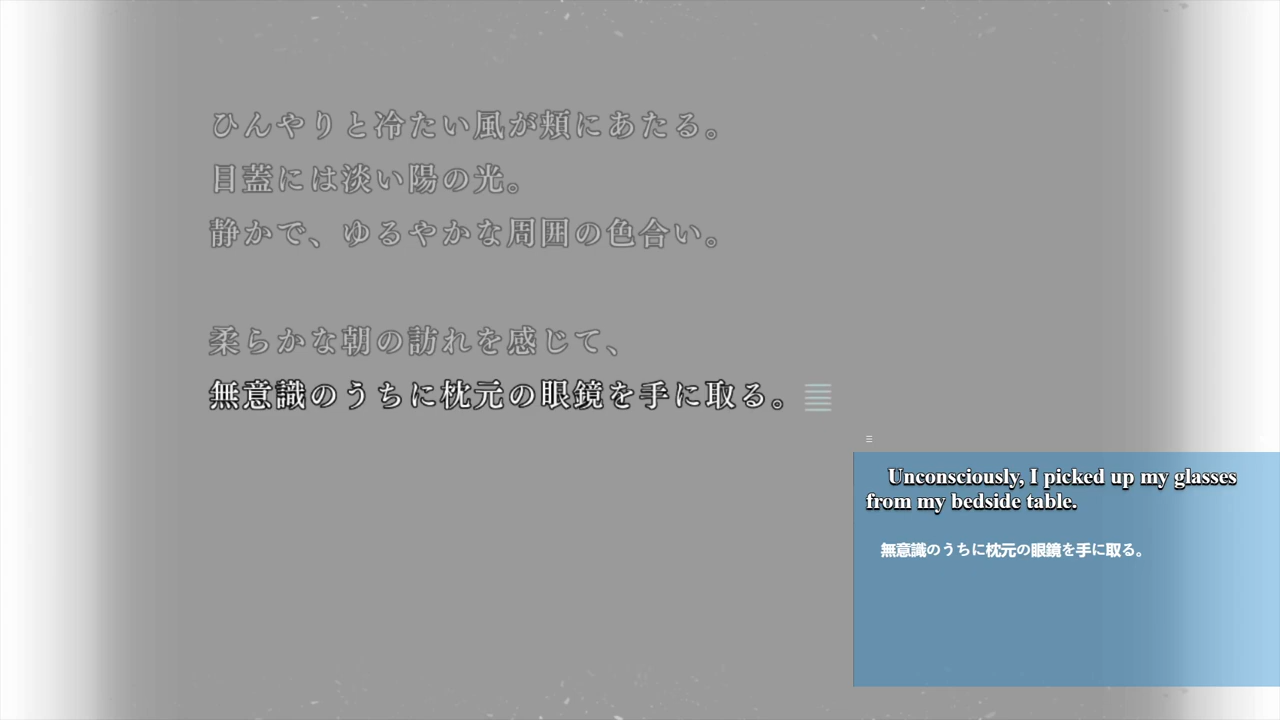 ひんやりと冷たい風が頬にあたる。
目蓋には淡い陽の光。
静かで、ゆるやかな周囲の色合い。
柔らかな朝の訪れを感じて、
無意識のうちに枕元の眼鏡を手に取る。
Unconsciously, I picked up my glasses
from my bedside table.
無意識のうちに枕元の眼鏡を手に取る。